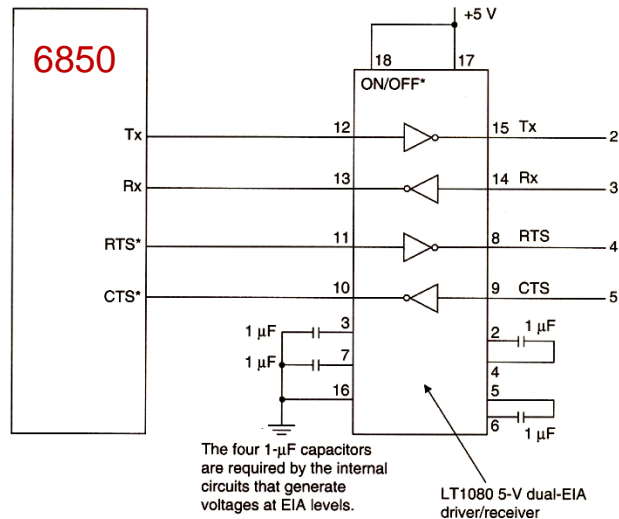 +5 V
6850
18
17
ON/OFF*
Tx
12
15
Tx
2
Rx
13
14
Rx
3
RTS*
11
8
RTS
4
CTS*
10
9
CTS
5
1 µF
3
2
1 µF
1 µF
7
4
16
5
6
1 µF
The four 1-µF capacitors
are required by the internal
circuits that generate
voltages at EIA levels.
LT1080 5-V dual-EIA
driver/receiver